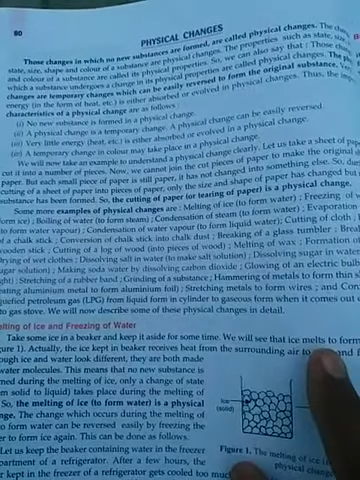 80
PHYSICAL CHANGES
Those changes in which no new substances are formed, are called physical changes. The
state, size, shape and colour of a substance are physical changes. The properties such as state, size,
and colour of a substance are called its physical properties. So, we can also say that : Those
which a substance undergoes a change in its physical properties are called physical changes. The
changes are temporary changes which can be easily reversed to form the original substance.
energy (in the form of heat, etc.) is either absorbed or evolved in physical changes. Thus, the
characteristics of a physical change are as follows :
(i) No new substance is formed in a physical change.
(ii) A physical change is a temporary change. A physical change can be easily reversed.
(iii) Very little energy (heat, etc.) is either absorbed or evolved in a physical change.
(iv) A temporary change in colour may take place in a physical change.
We will now take an example to understand a physical change clearly. Let us take a sheet of
cut it into a number of pieces. Now, we cannot join the cut pieces of paper to make the original
paper. But each small piece of paper is still paper, it has not changed into something else. So,
cutting of a sheet of paper into pieces of paper, only the size and shape of paper has changed but
substance has been formed. So, the cutting of paper (or tearing of paper) is a physical change.
Some more examples of physical changes are : Melting of ice (to form water) ; Freezing of
form ice) ; Boiling of water (to form steam) ; Condensation of steam (to form water) ; Evaporation
to form water vapour) ; Condensation of water vapour (to form liquid water) ; Cutting of cloth ;
of a chalk stick ; Conversion of chalk stick into chalk dust ; Breaking of a glass tumbler ;
wooden stick ; Cutting of a log of wood (into pieces of wood) ; Melting of wax ; Formation
Drying of wet clothes ; Dissolving salt in water (to make salt solution) ; Dissolving sugar in water
sugar solution) ; Making soda water by dissolving carbon dioxide ; Glowing of an electric
light) ; Stretching of a rubber band ; Grinding a substance ; Hammering of metals to form thin
eating aluminium metal to form aluminium foil) ; Stretching metals to form wires ; and
quefied petroleum gas (LPG) from liquid form in cylinder to gaseous form when it comes out
to gas stove. We will now describe some of these physical changes in detail.
elting of Ice and Freezing of Water
Take some ice in a beaker and keep it aside for some time. We will see that ice melts to form
gure 1). Actually, the ice kept in beaker receives heat from the surrounding air
ough ice and water look different, they are both made
water molecules. This means that no new substance is
med during the melting of ice, only a change of state
m solid to liquid) takes place during the melting of
So, the melting of ice (to form water) is a physical
nge. The change which occurs during the melting of
to form water can be reversed easily by freezing the
er to form ice again. This can be done as follows.
Ice
(solid)
Let us keep the beaker containing water in the freezer
partment of a refrigerator. After a few hours, the
r kept in the freezer of a refrigerator gets cooled too much
Figure 1. The melting of ice
physical change